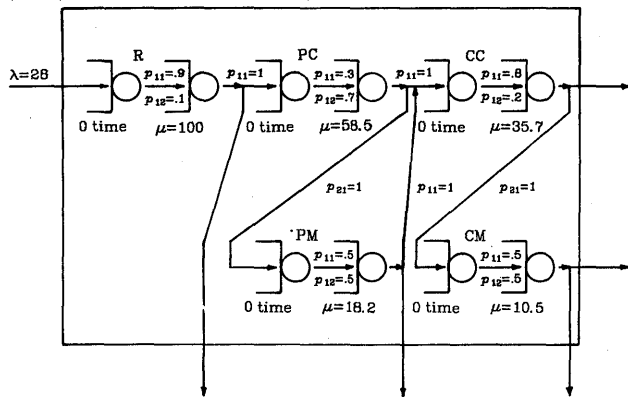 R PC CC
λ=28 p11=.9 p11=1 p11=.3 p11=1 p11=.8
p12=.1 p12=.7 p12=.2
0 time μ=100 0 time μ=58.5 0 time μ=35.7
p21=1 p11=1 p21=1
PM CM
p11=.5 p11=.5
p12=.5 p12=.5
0 time μ=18.2 0 time μ=10.5